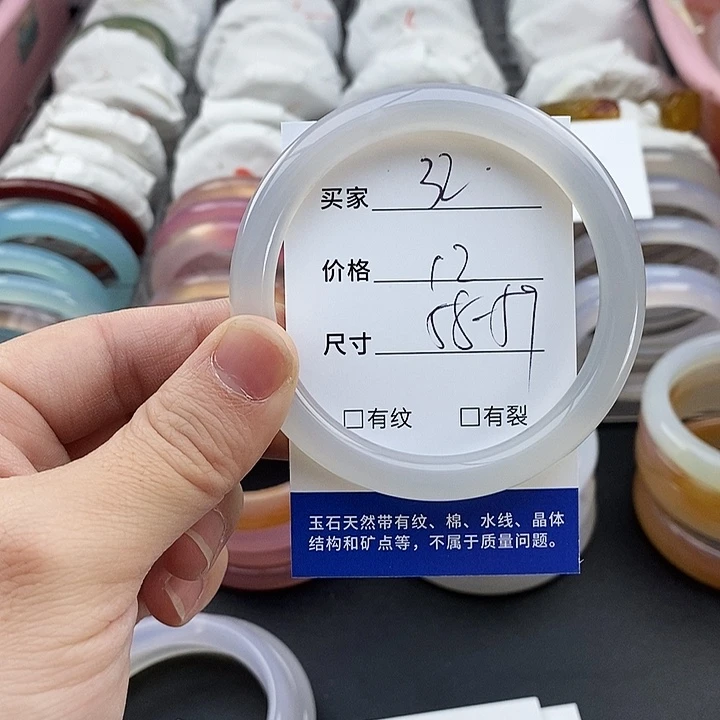 买家 32.
价格 12
尺寸 58-59
□有纹 □有裂
玉石天然带有纹、棉、水线、晶体
结构和矿点等，不属于质量问题。